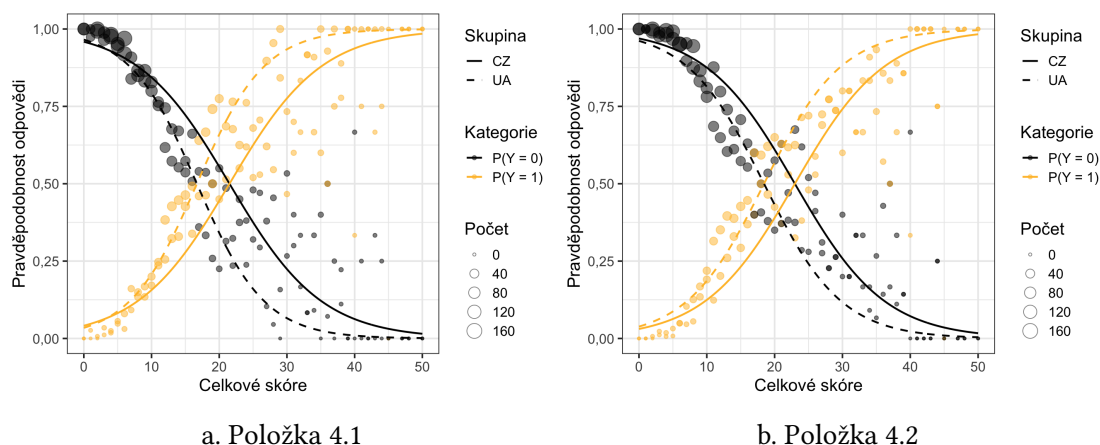 Pravděpodobnost odpovědi
1,00
0,75
0,50
0,25
0,00
0 10 20 30 40 50
Celkové skóre
Skupina
CZ
UA
Kategorie
P(Y = 0)
P(Y = 1)
Počet
0
40
80
120
160
a. Položka 4.1
Pravděpodobnost odpovědi
1,00
0,75
0,50
0,25
0,00
0 10 20 30 40 50
Celkové skóre
Skupina
CZ
UA
Kategorie
P(Y = 0)
P(Y = 1)
Počet
0
40
80
120
160
b. Položka 4.2